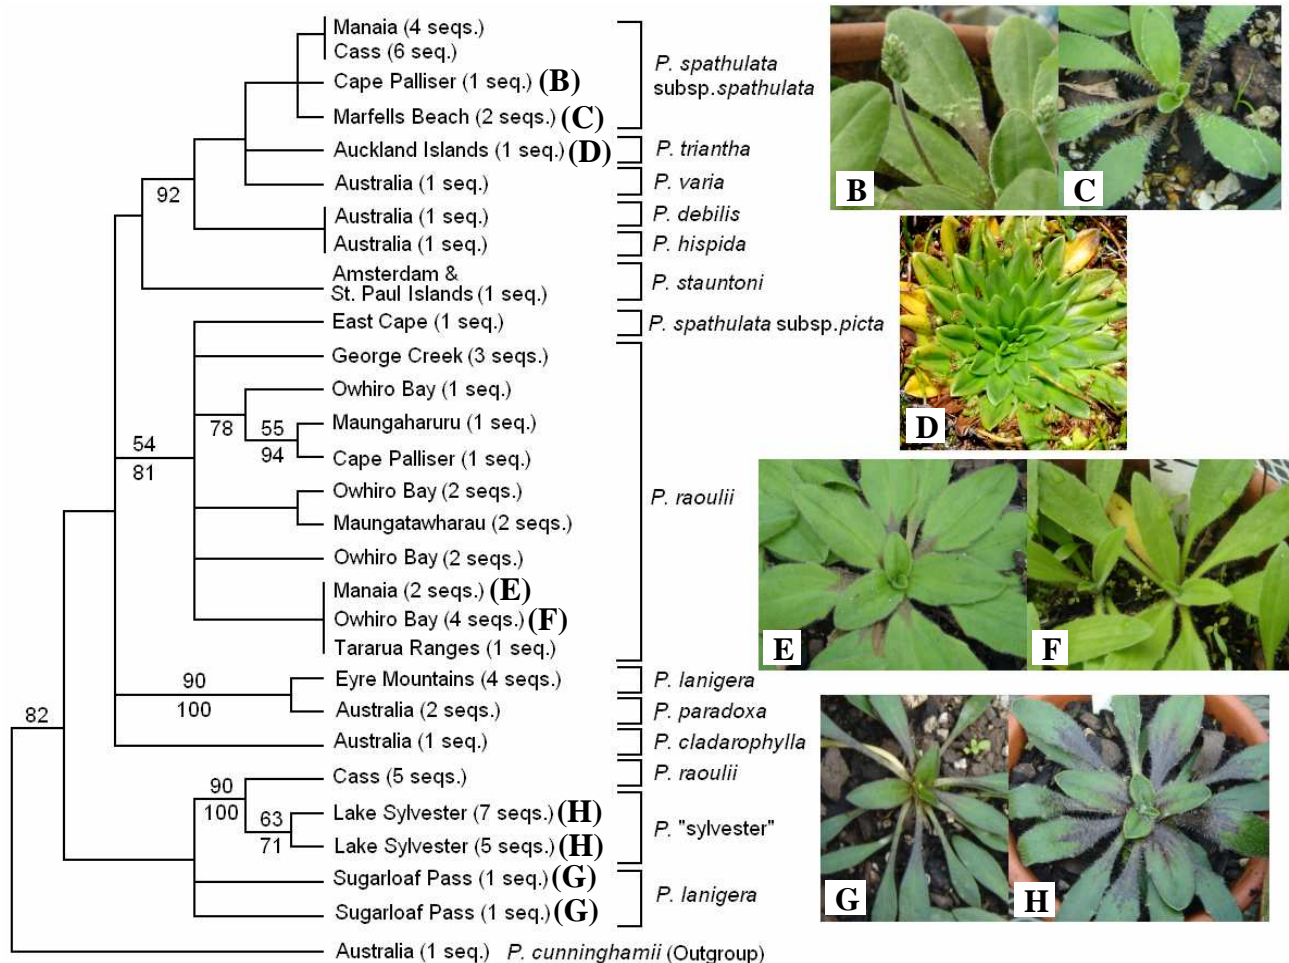 Manaia (4 seqs.)
Cass (6 seq.)
Cape Palliser (1 seq.) (B)
Marfells Beach (2 seqs.) (C)
P. spathulata
subsp.spathulata
Auckland Islands (1 seq.) (D)
P. triantha
Australia (1 seq.)
P. varia
92
Australia (1 seq.)
P. debilis
Australia (1 seq.)
P. hispida
Amsterdam &
St. Paul Islands (1 seq.)
P. stauntoni
East Cape (1 seq.)
P. spathulata subsp.picta
George Creek (3 seqs.)
Owhiro Bay (1 seq.)
78
55
94
Maungaharuru (1 seq.)
Cape Palliser (1 seq.)
54
81
Owhiro Bay (2 seqs.)
P. raoulii
Maungatawharau (2 seqs.)
Owhiro Bay (2 seqs.)
Manaia (2 seqs.) (E)
Owhiro Bay (4 seqs.) (F)
Tararua Ranges (1 seq.)
90
100
Eyre Mountains (4 seqs.)
P. lanigera
Australia (2 seqs.)
P. paradoxa
82
Australia (1 seq.)
P. cladarophylla
90
100
Cass (5 seqs.)
P. raoulii
63
71
Lake Sylvester (7 seqs.) (H)
P. "sylvester"
Lake Sylvester (5 seqs.) (H)
Sugarloaf Pass (1 seq.) (G)
P. lanigera
Sugarloaf Pass (1 seq.) (G)
Australia (1 seq.) P. cunninghamii (Outgroup)
B
C
D
E
F
G
H